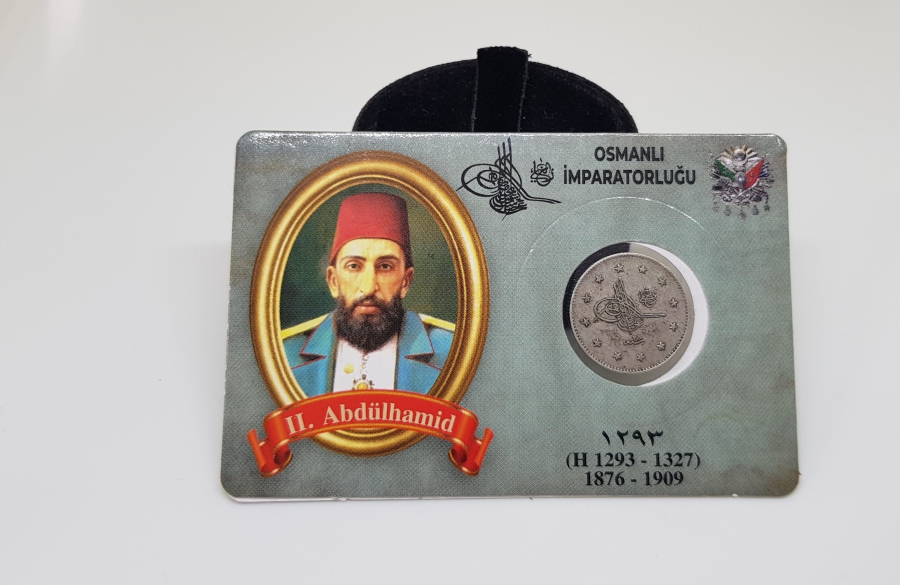 OSMANLI
İMPARATORLUĞU
II. Abdülhamid
١٢٩٣
(H 1293 - 1327)
1876 - 1909